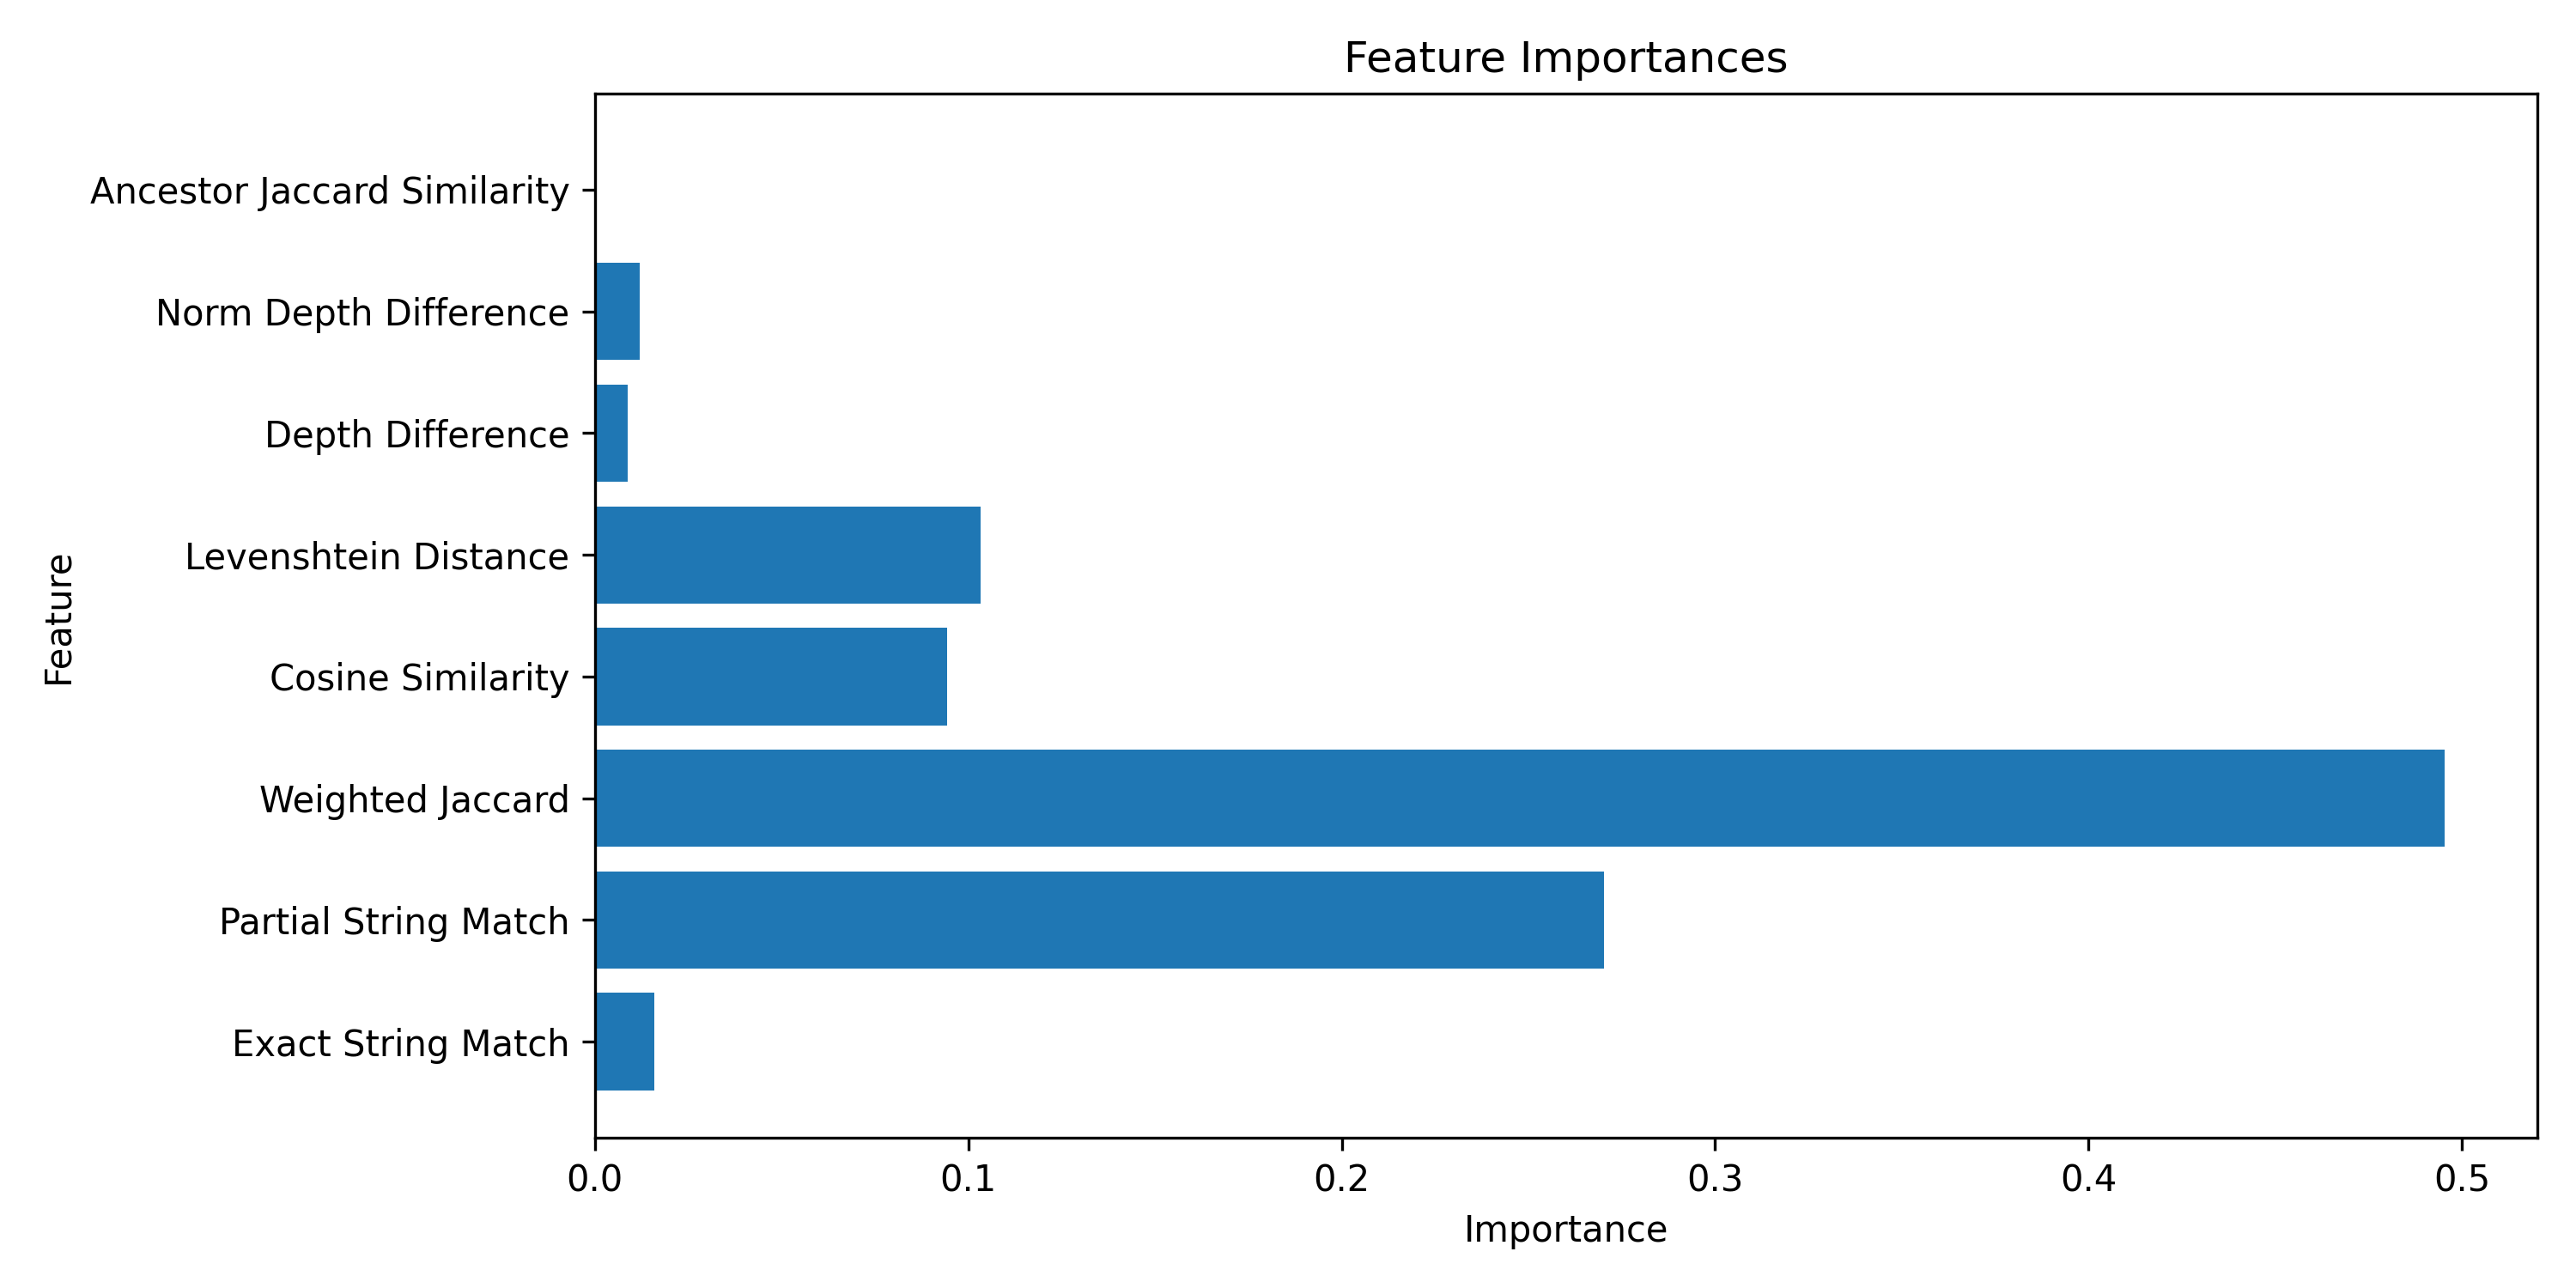 Feature Importances
Ancestor Jaccard Similarity
Norm Depth Difference
Depth Difference
Levenshtein Distance
Cosine Similarity
Weighted Jaccard
Partial String Match
Exact String Match
Feature
0.0 0.1 0.2 0.3 0.4 0.5
Importance